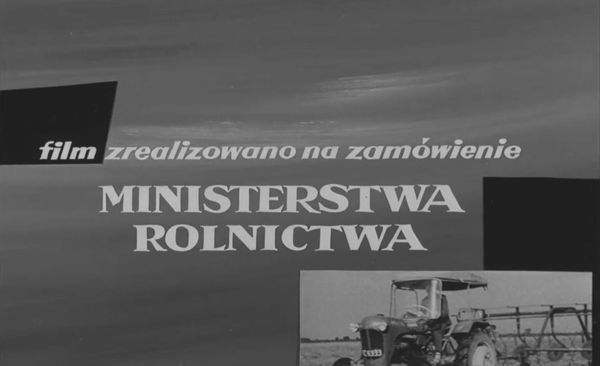 film zrealizowano na zamówienie
MINISTERSTWA
ROLNICTWA